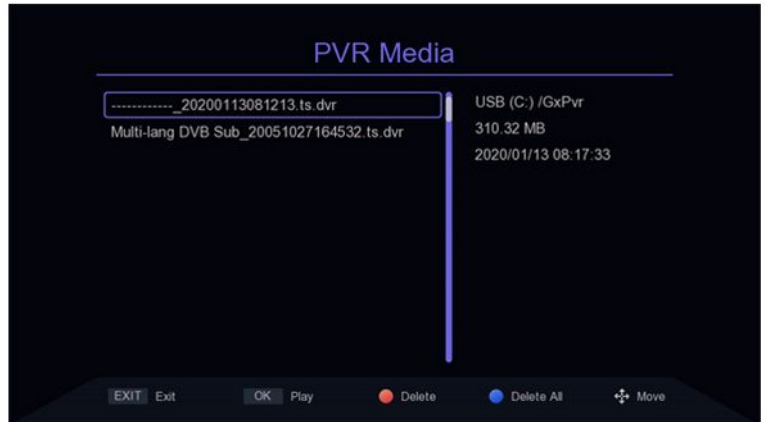 PVR Media
------------_20200113081213.ts.dvr
Multi-lang DVB Sub_20051027164532.ts.dvr
USB (C:) /GxPvr
310.32 MB
2020/01/13 08:17:33
EXIT Exit OK Play Delete Delete All Move